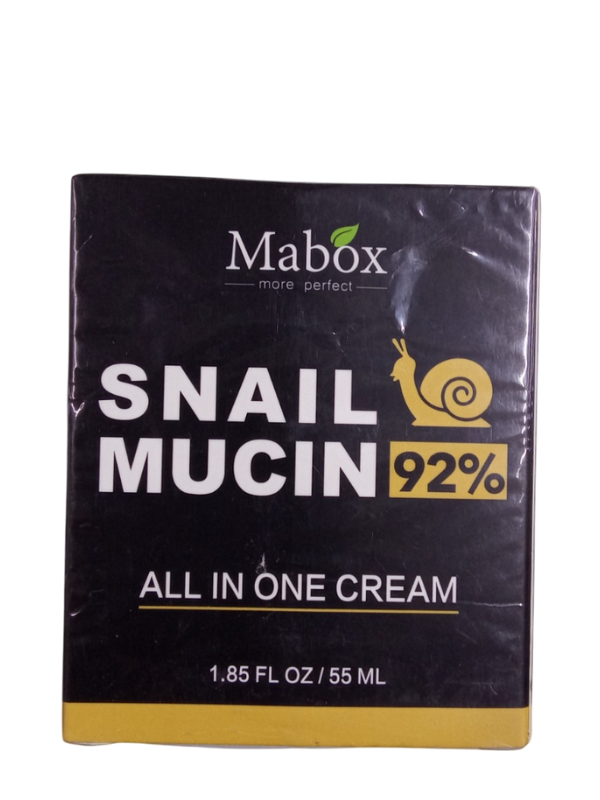 Mabox
more perfect
SNAIL
MUCIN 92%
ALL IN ONE CREAM
1.85 FL OZ / 55 ML